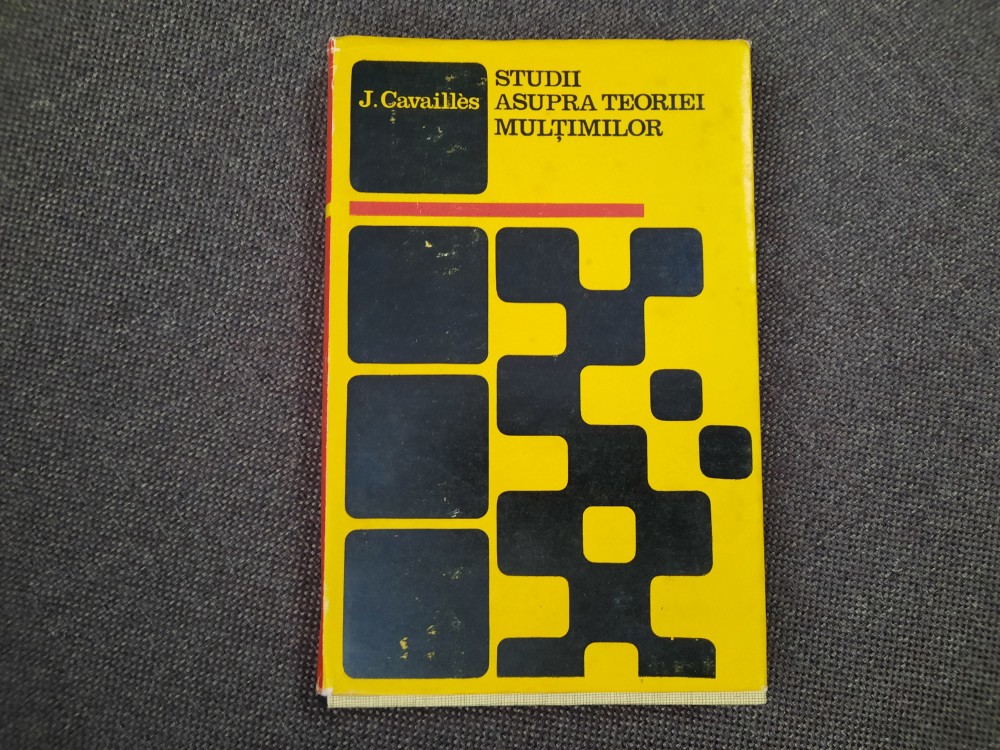 J. Cavaillès
STUDII
ASUPRA TEORIEI
MULȚIMILOR